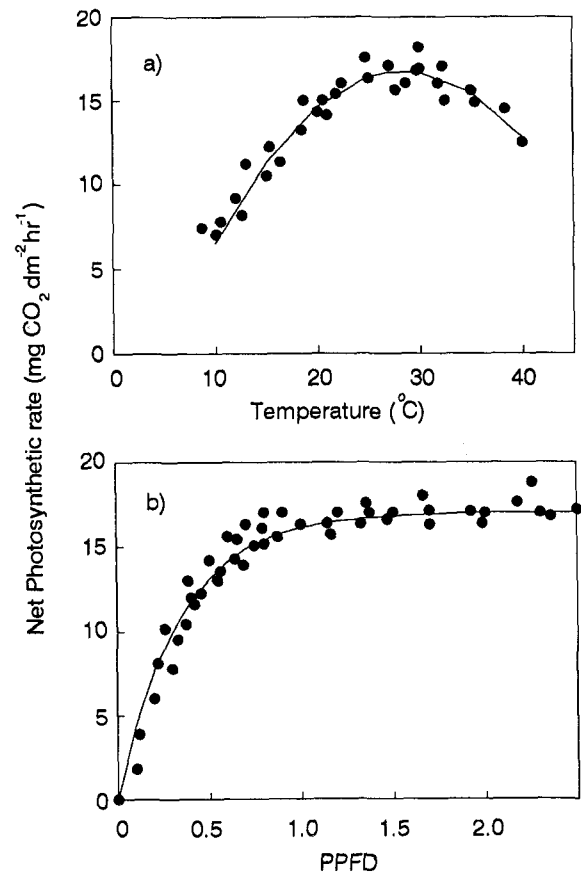 Net Photosynthetic rate (mg CO₂ dm⁻² hr⁻¹)
a)
20
15
10
5
0
0 10 20 30 40
Temperature (°C)
b)
20
15
10
5
0
0 0.5 1.0 1.5 2.0
PPFD